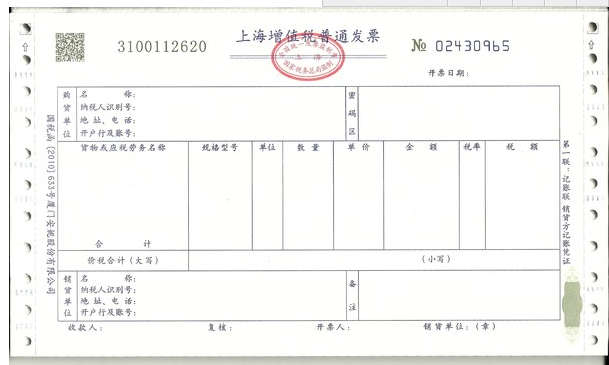 上海增值税普通发票
3100112620
№ 02430965
全国统一发票监制章
上海
国家税务总局监制
开票日期：
购货单位
名 称：
纳税人识别号：
地 址、电 话：
开户行及账号：
密码区
货物或应税劳务名称 规格型号 单位 数 量 单 价 金 额 税率 税 额
合 计
价税合计（大写） （小写）
销货单位
名 称：
纳税人识别号：
地 址、电 话：
开户行及账号：
备注
收款人： 复核： 开票人： 销货单位：（章）
国税函〔2010〕633号厦门安妮股份有限公司
第一联：记账联 销货方记账凭证